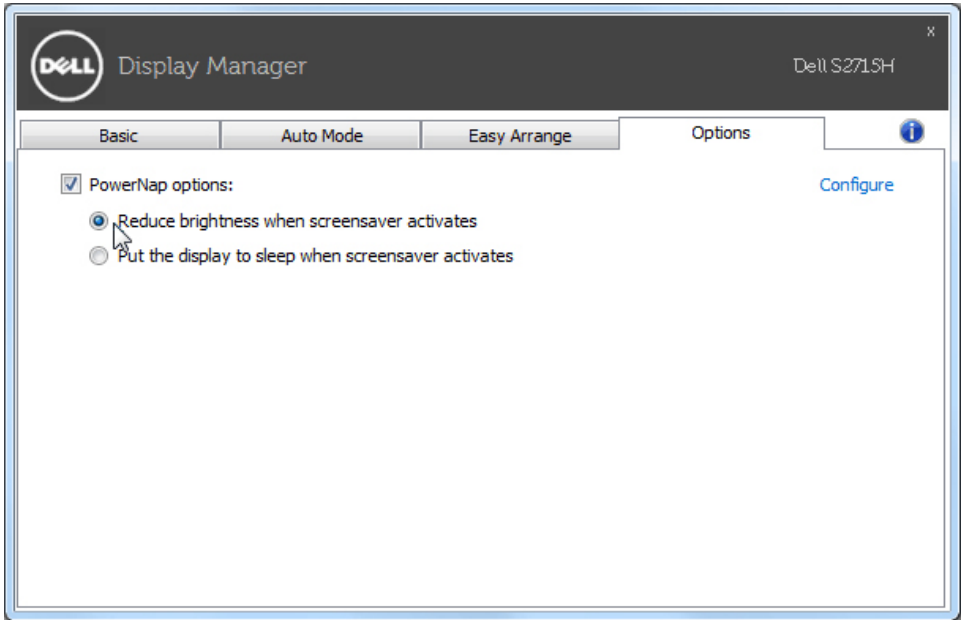 x
DELL Display Manager
Dell S2715H
Basic Auto Mode Easy Arrange Options
PowerNap options: Configure
Reduce brightness when screensaver activates
Put the display to sleep when screensaver activates